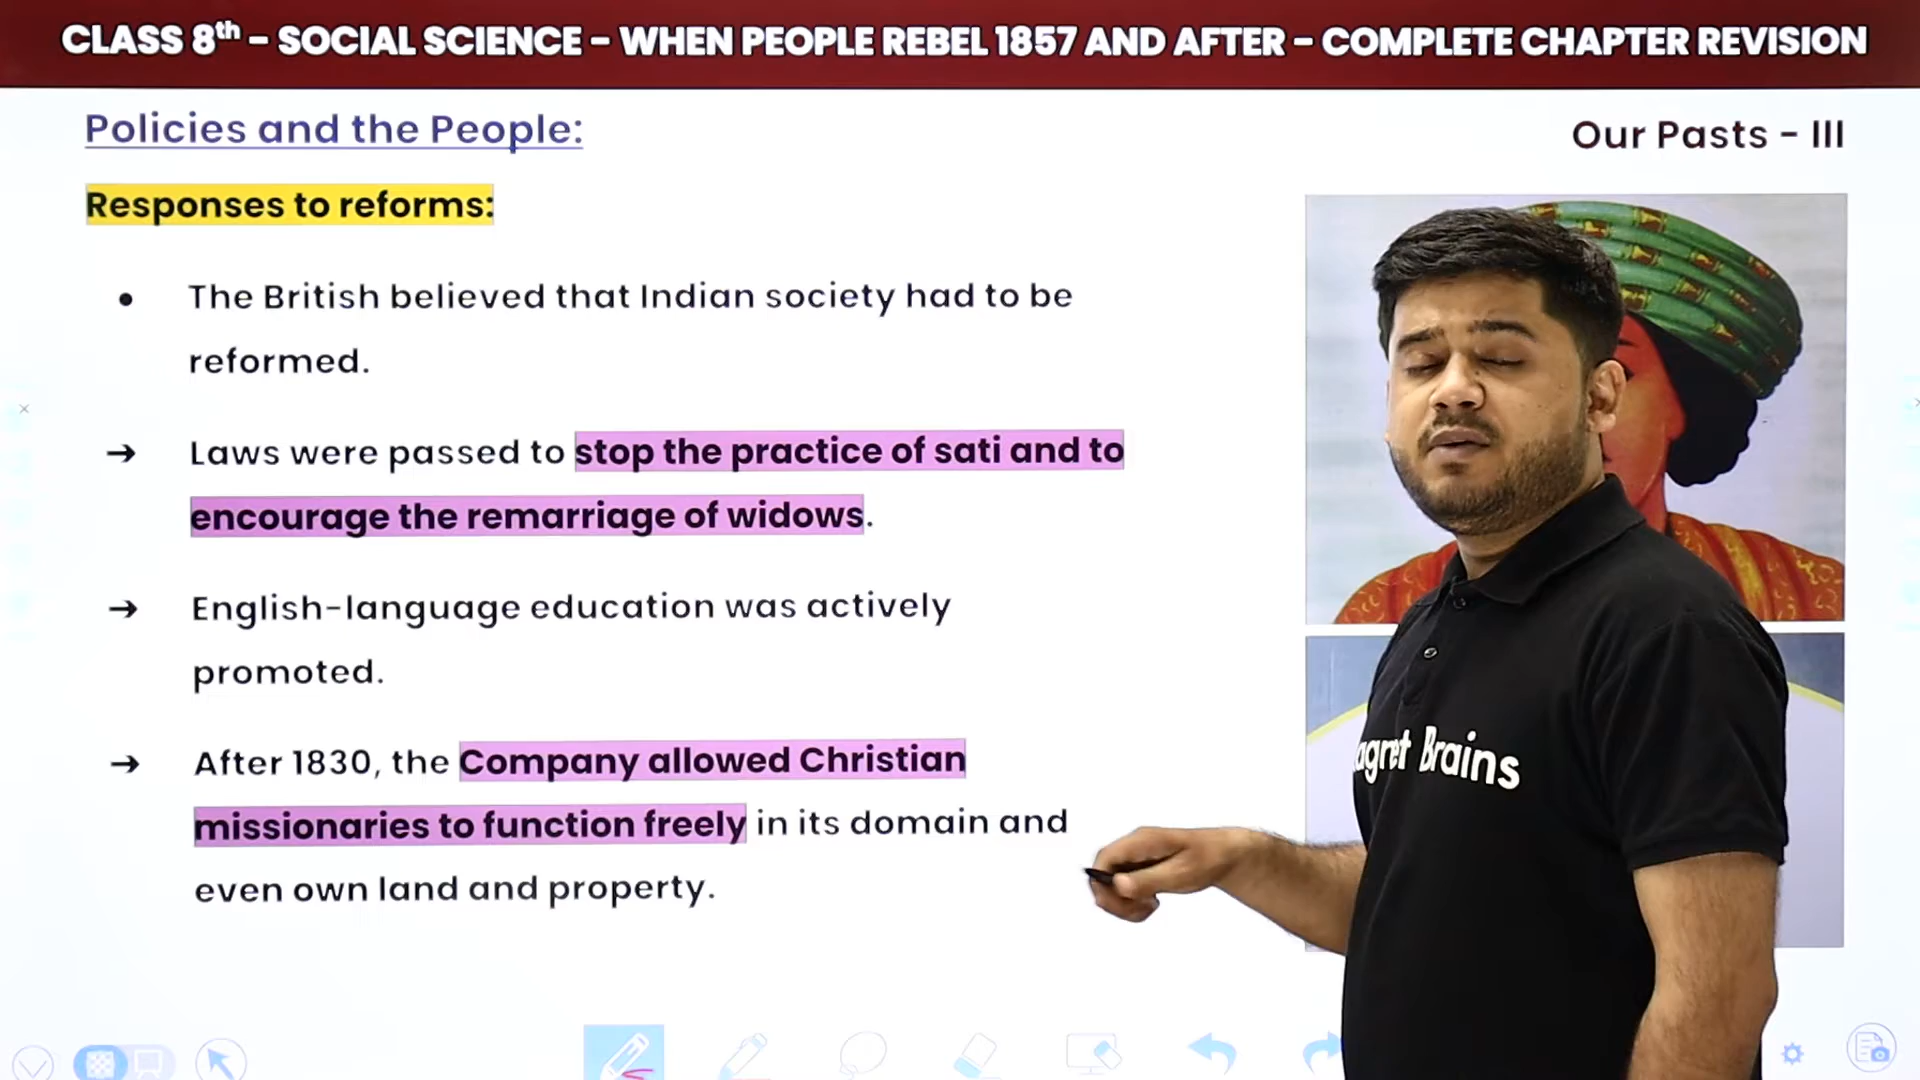 CLASS 8th – SOCIAL SCIENCE – WHEN PEOPLE REBEL 1857 AND AFTER – COMPLETE CHAPTER REVISION
Policies and the People:
Our Pasts – III
Responses to reforms:
• The British believed that Indian society had to be
reformed.
→ Laws were passed to stop the practice of sati and to
encourage the remarriage of widows.
→ English-language education was actively
promoted.
→ After 1830, the Company allowed Christian
missionaries to function freely in its domain and
even own land and property.
agret Brains